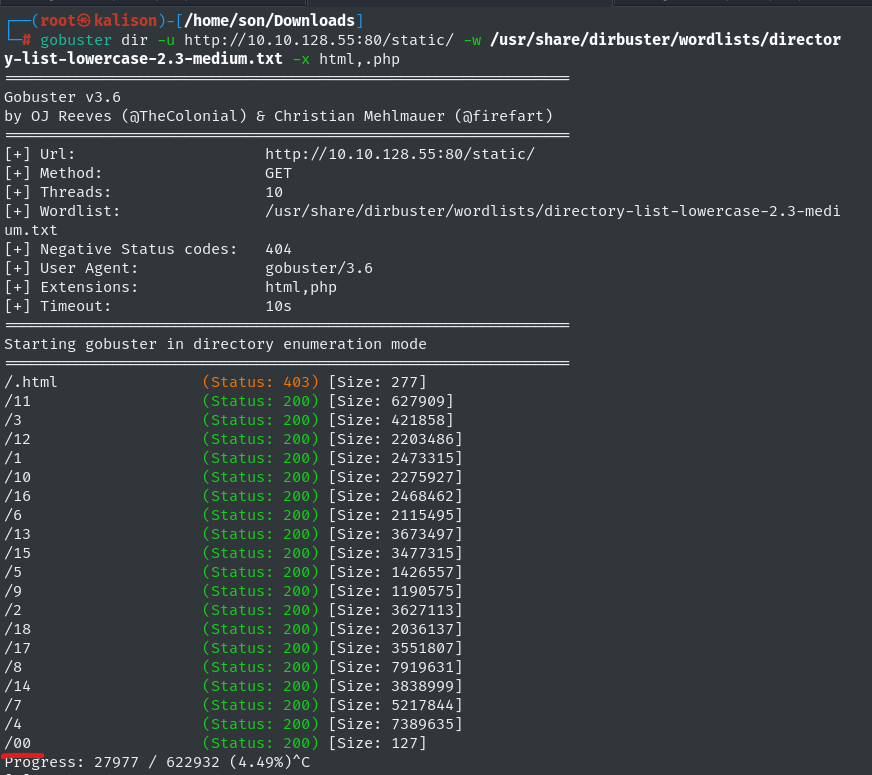 ┌──(root㉿kalison)-[/home/son/Downloads]
└─# gobuster dir -u http://10.10.128.55:80/static/ -w /usr/share/dirbuster/wordlists/director
y-list-lowercase-2.3-medium.txt -x html,.php
===============================================================
Gobuster v3.6
by OJ Reeves (@TheColonial) & Christian Mehlmauer (@firefart)
===============================================================
[+] Url:                     http://10.10.128.55:80/static/
[+] Method:                  GET
[+] Threads:                 10
[+] Wordlist:                /usr/share/dirbuster/wordlists/directory-list-lowercase-2.3-medi
um.txt
[+] Negative Status codes:   404
[+] User Agent:              gobuster/3.6
[+] Extensions:              html,php
[+] Timeout:                 10s
===============================================================
Starting gobuster in directory enumeration mode
===============================================================
/.html                (Status: 403) [Size: 277]
/11                   (Status: 200) [Size: 627909]
/3                    (Status: 200) [Size: 421858]
/12                   (Status: 200) [Size: 2203486]
/1                    (Status: 200) [Size: 2473315]
/10                   (Status: 200) [Size: 2275927]
/16                   (Status: 200) [Size: 2468462]
/6                    (Status: 200) [Size: 2115495]
/13                   (Status: 200) [Size: 3673497]
/15                   (Status: 200) [Size: 3477315]
/5                    (Status: 200) [Size: 1426557]
/9                    (Status: 200) [Size: 1190575]
/2                    (Status: 200) [Size: 3627113]
/18                   (Status: 200) [Size: 2036137]
/17                   (Status: 200) [Size: 3551807]
/8                    (Status: 200) [Size: 7919631]
/14                   (Status: 200) [Size: 3838999]
/7                    (Status: 200) [Size: 5217844]
/4                    (Status: 200) [Size: 7389635]
/00                   (Status: 200) [Size: 127]
Progress: 27977 / 622932 (4.49%)^C